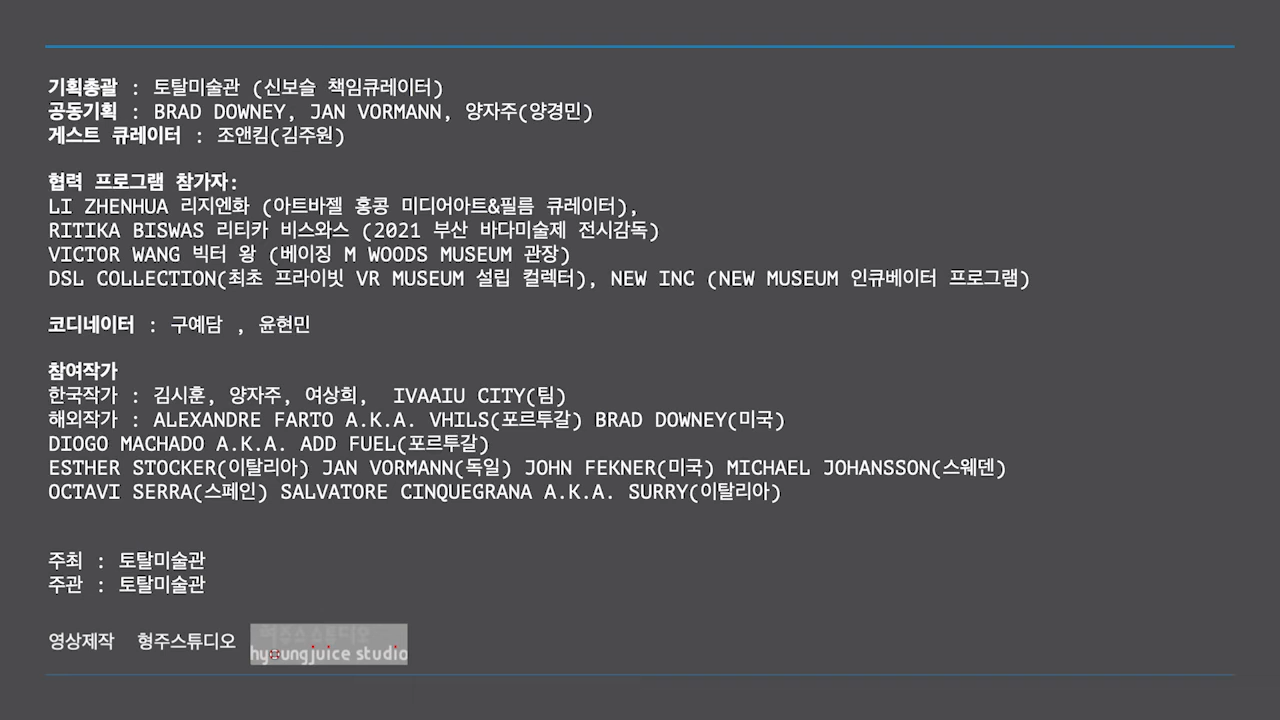 기획총괄 : 토탈미술관 (신보슬 책임큐레이터)
공동기획 : BRAD DOWNEY, JAN VORMANN, 양자주(양경민)
게스트 큐레이터 : 조앤킴(김주원)
협력 프로그램 참가자:
LI ZHENHUA 리지엔화 (아트바젤 홍콩 미디어아트&필름 큐레이터),
RITIKA BISWAS 리티카 비스와스 (2021 부산 바다미술제 전시감독)
VICTOR WANG 빅터 왕 (베이징 M WOODS MUSEUM 관장)
DSL COLLECTION(최초 프라이빗 VR MUSEUM 설립 컬렉터), NEW INC (NEW MUSEUM 인큐베이터 프로그램)
코디네이터 : 구예담 , 윤현민
참여작가
한국작가 : 김시훈, 양자주, 여상희, IVAAIU CITY(팀)
해외작가 : ALEXANDRE FARTO A.K.A. VHILS(포르투갈) BRAD DOWNEY(미국)
DIOGO MACHADO A.K.A. ADD FUEL(포르투갈)
ESTHER STOCKER(이탈리아) JAN VORMANN(독일) JOHN FEKNER(미국) MICHAEL JOHANSSON(스웨덴)
OCTAVI SERRA(스페인) SALVATORE CINQUEGRANA A.K.A. SURRY(이탈리아)
주최 : 토탈미술관
주관 : 토탈미술관
영상제작 형주스튜디오
형주스 스튜디오
hyoungjuice studio